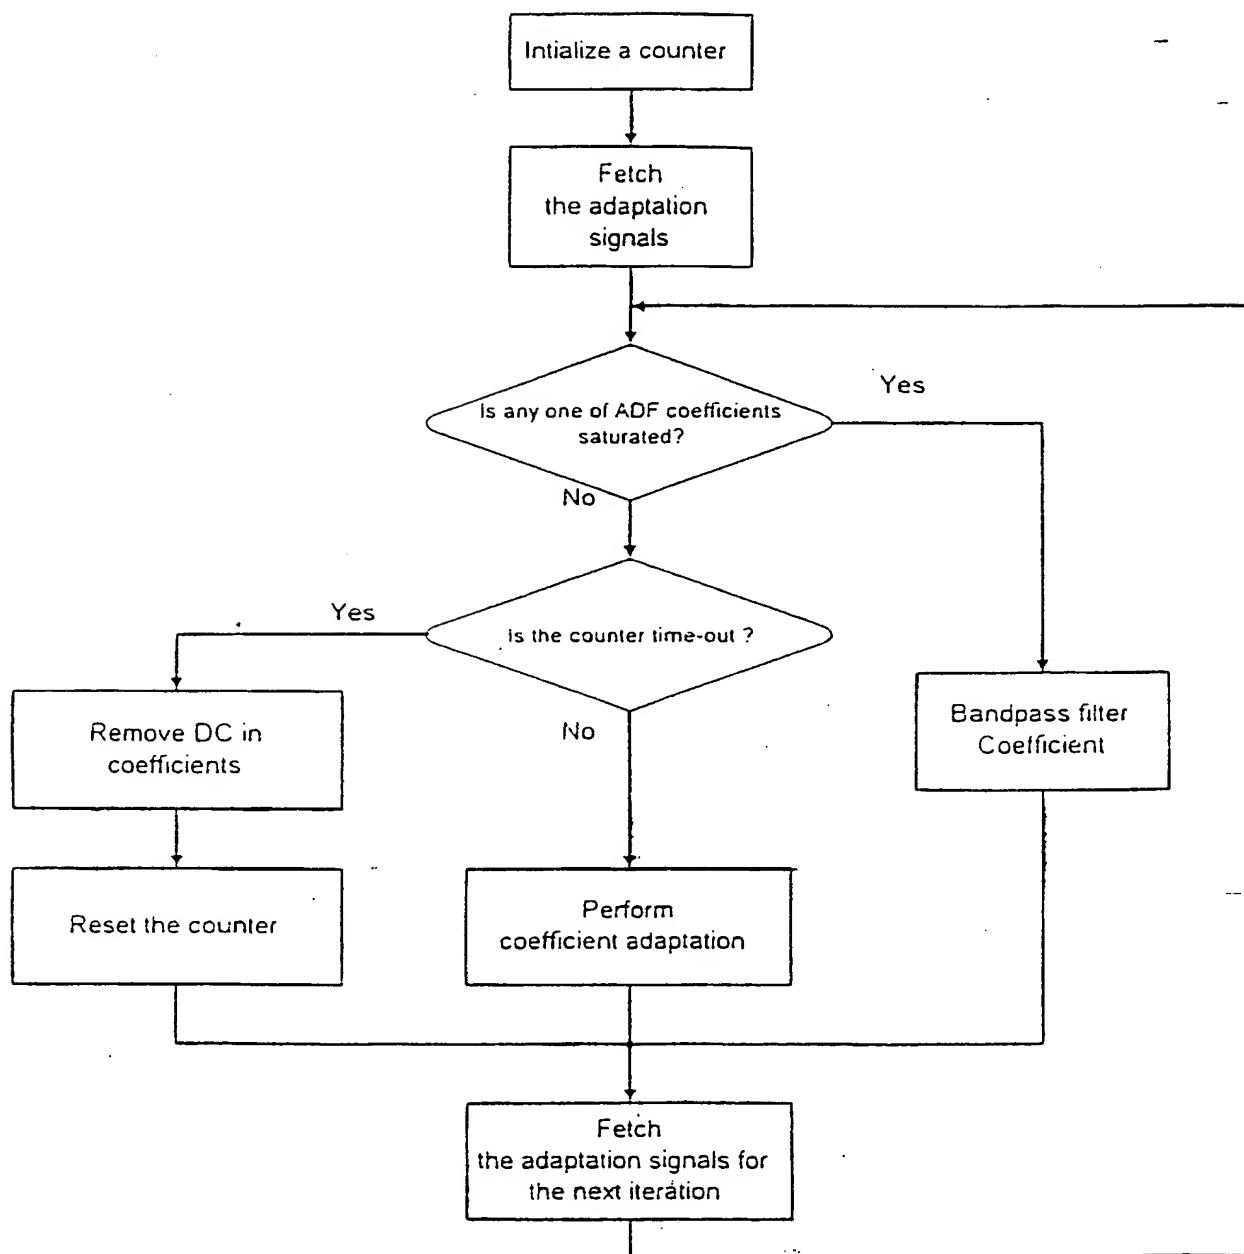 Intialize a counter
Fetch
the adaptation
signals
Is any one of ADF coefficients
saturated?
Yes
No
Is the counter time-out ?
Yes
No
Bandpass filter
Coefficient
Remove DC in
coefficients
Reset the counter
Perform
coefficient adaptation
Fetch
the adaptation signals for
the next iteration